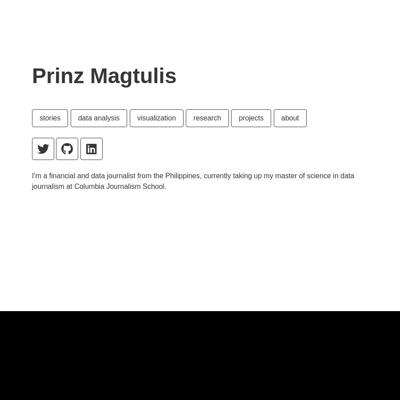 Prinz Magtulis
stories data analysis visualization research projects about
I'm a financial and data journalist from the Philippines, currently taking up my master of science in data
journalism at Columbia Journalism School.